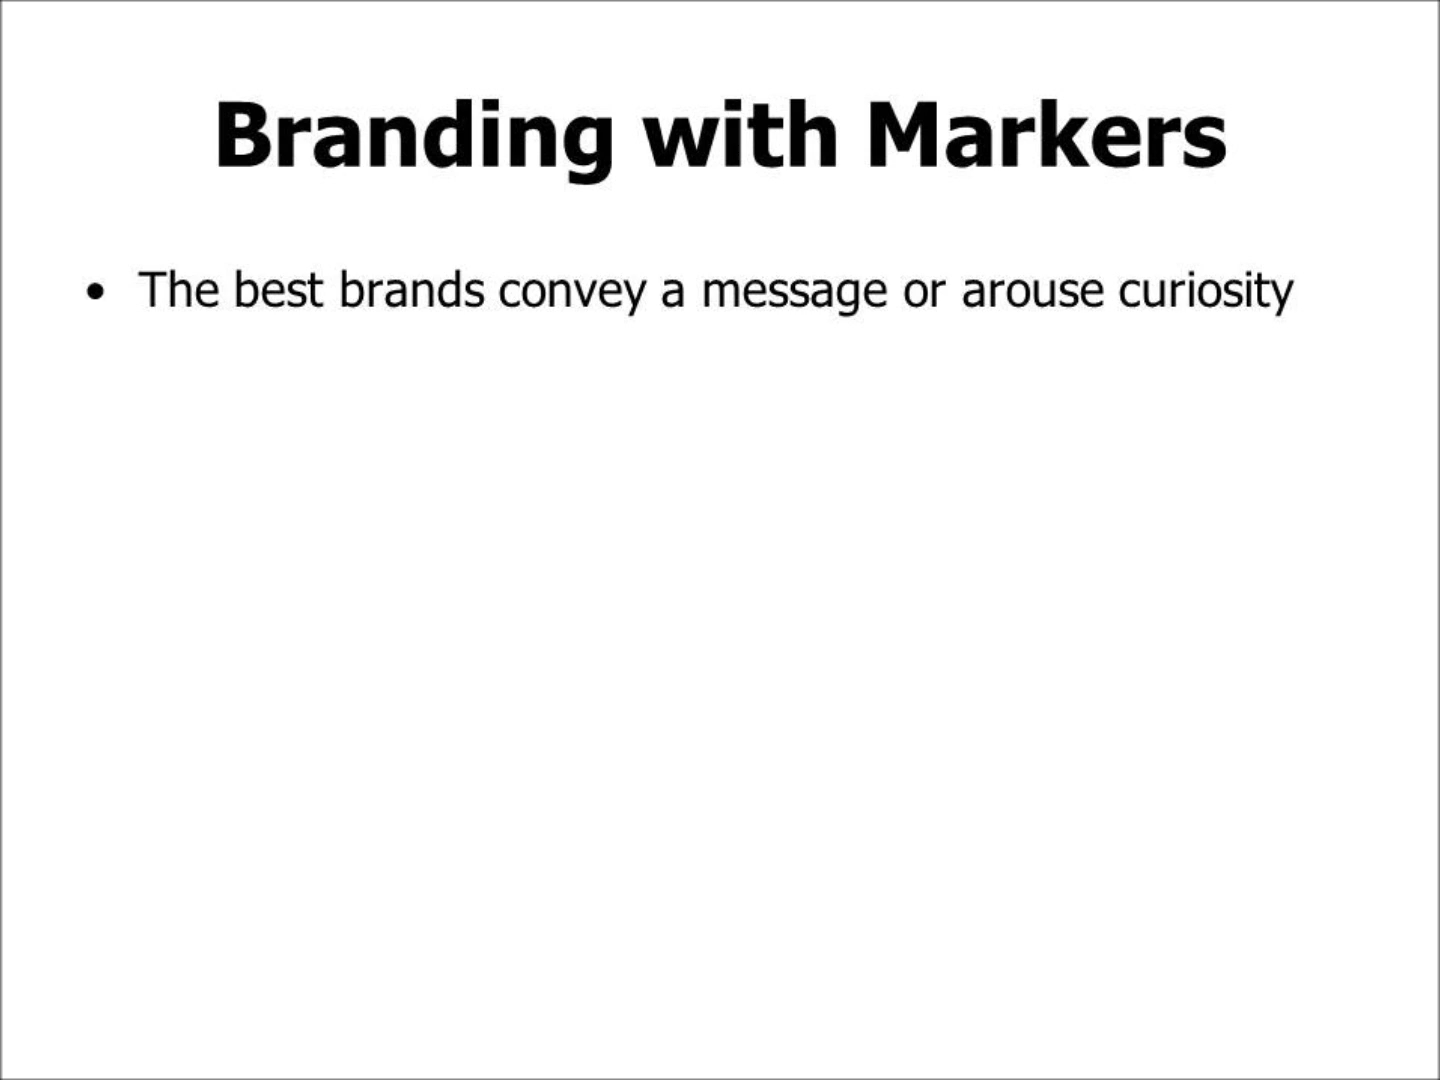 Branding with Markers
• The best brands convey a message or arouse curiosity